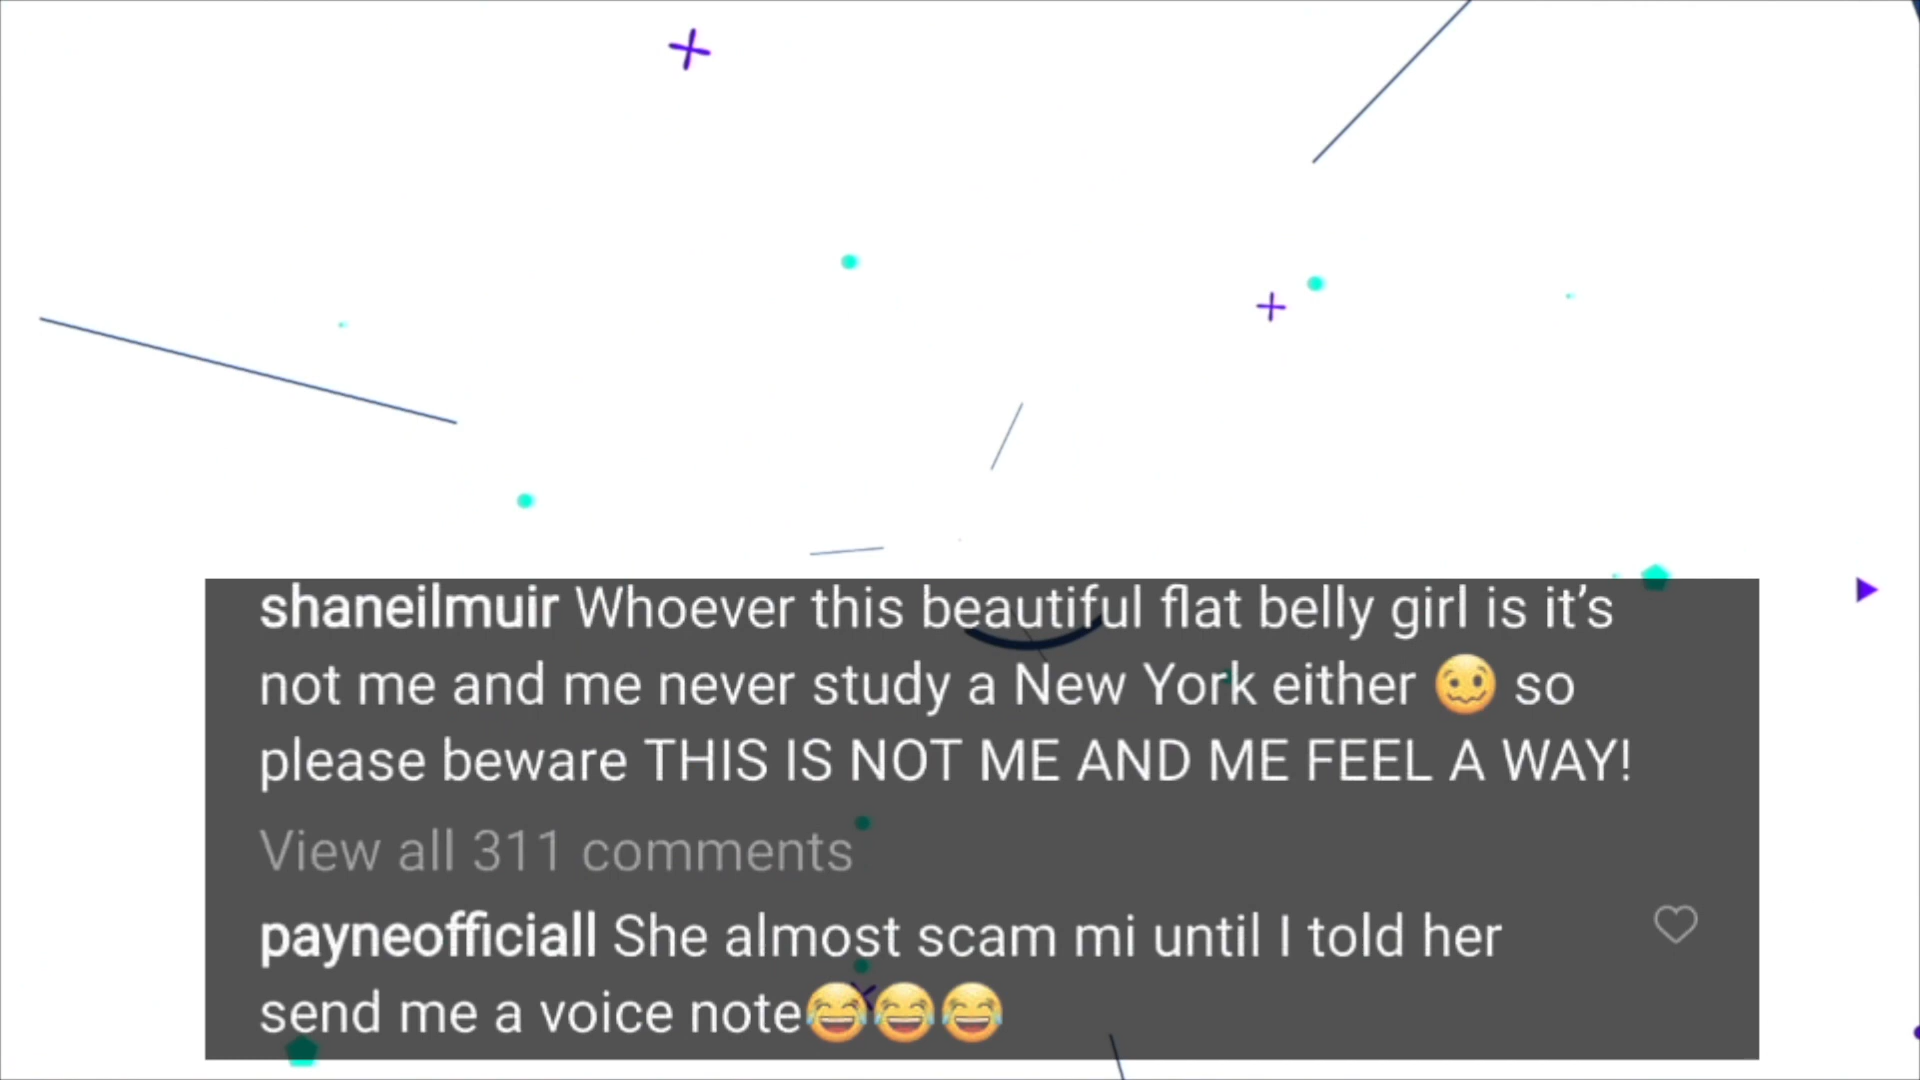 shaneilmuir Whoever this beautiful flat belly girl is it’s
not me and me never study a New York either 🥴 so
please beware THIS IS NOT ME AND ME FEEL A WAY!
View all 311 comments
payneofficiall She almost scam mi until I told her
send me a voice note😂😂😂